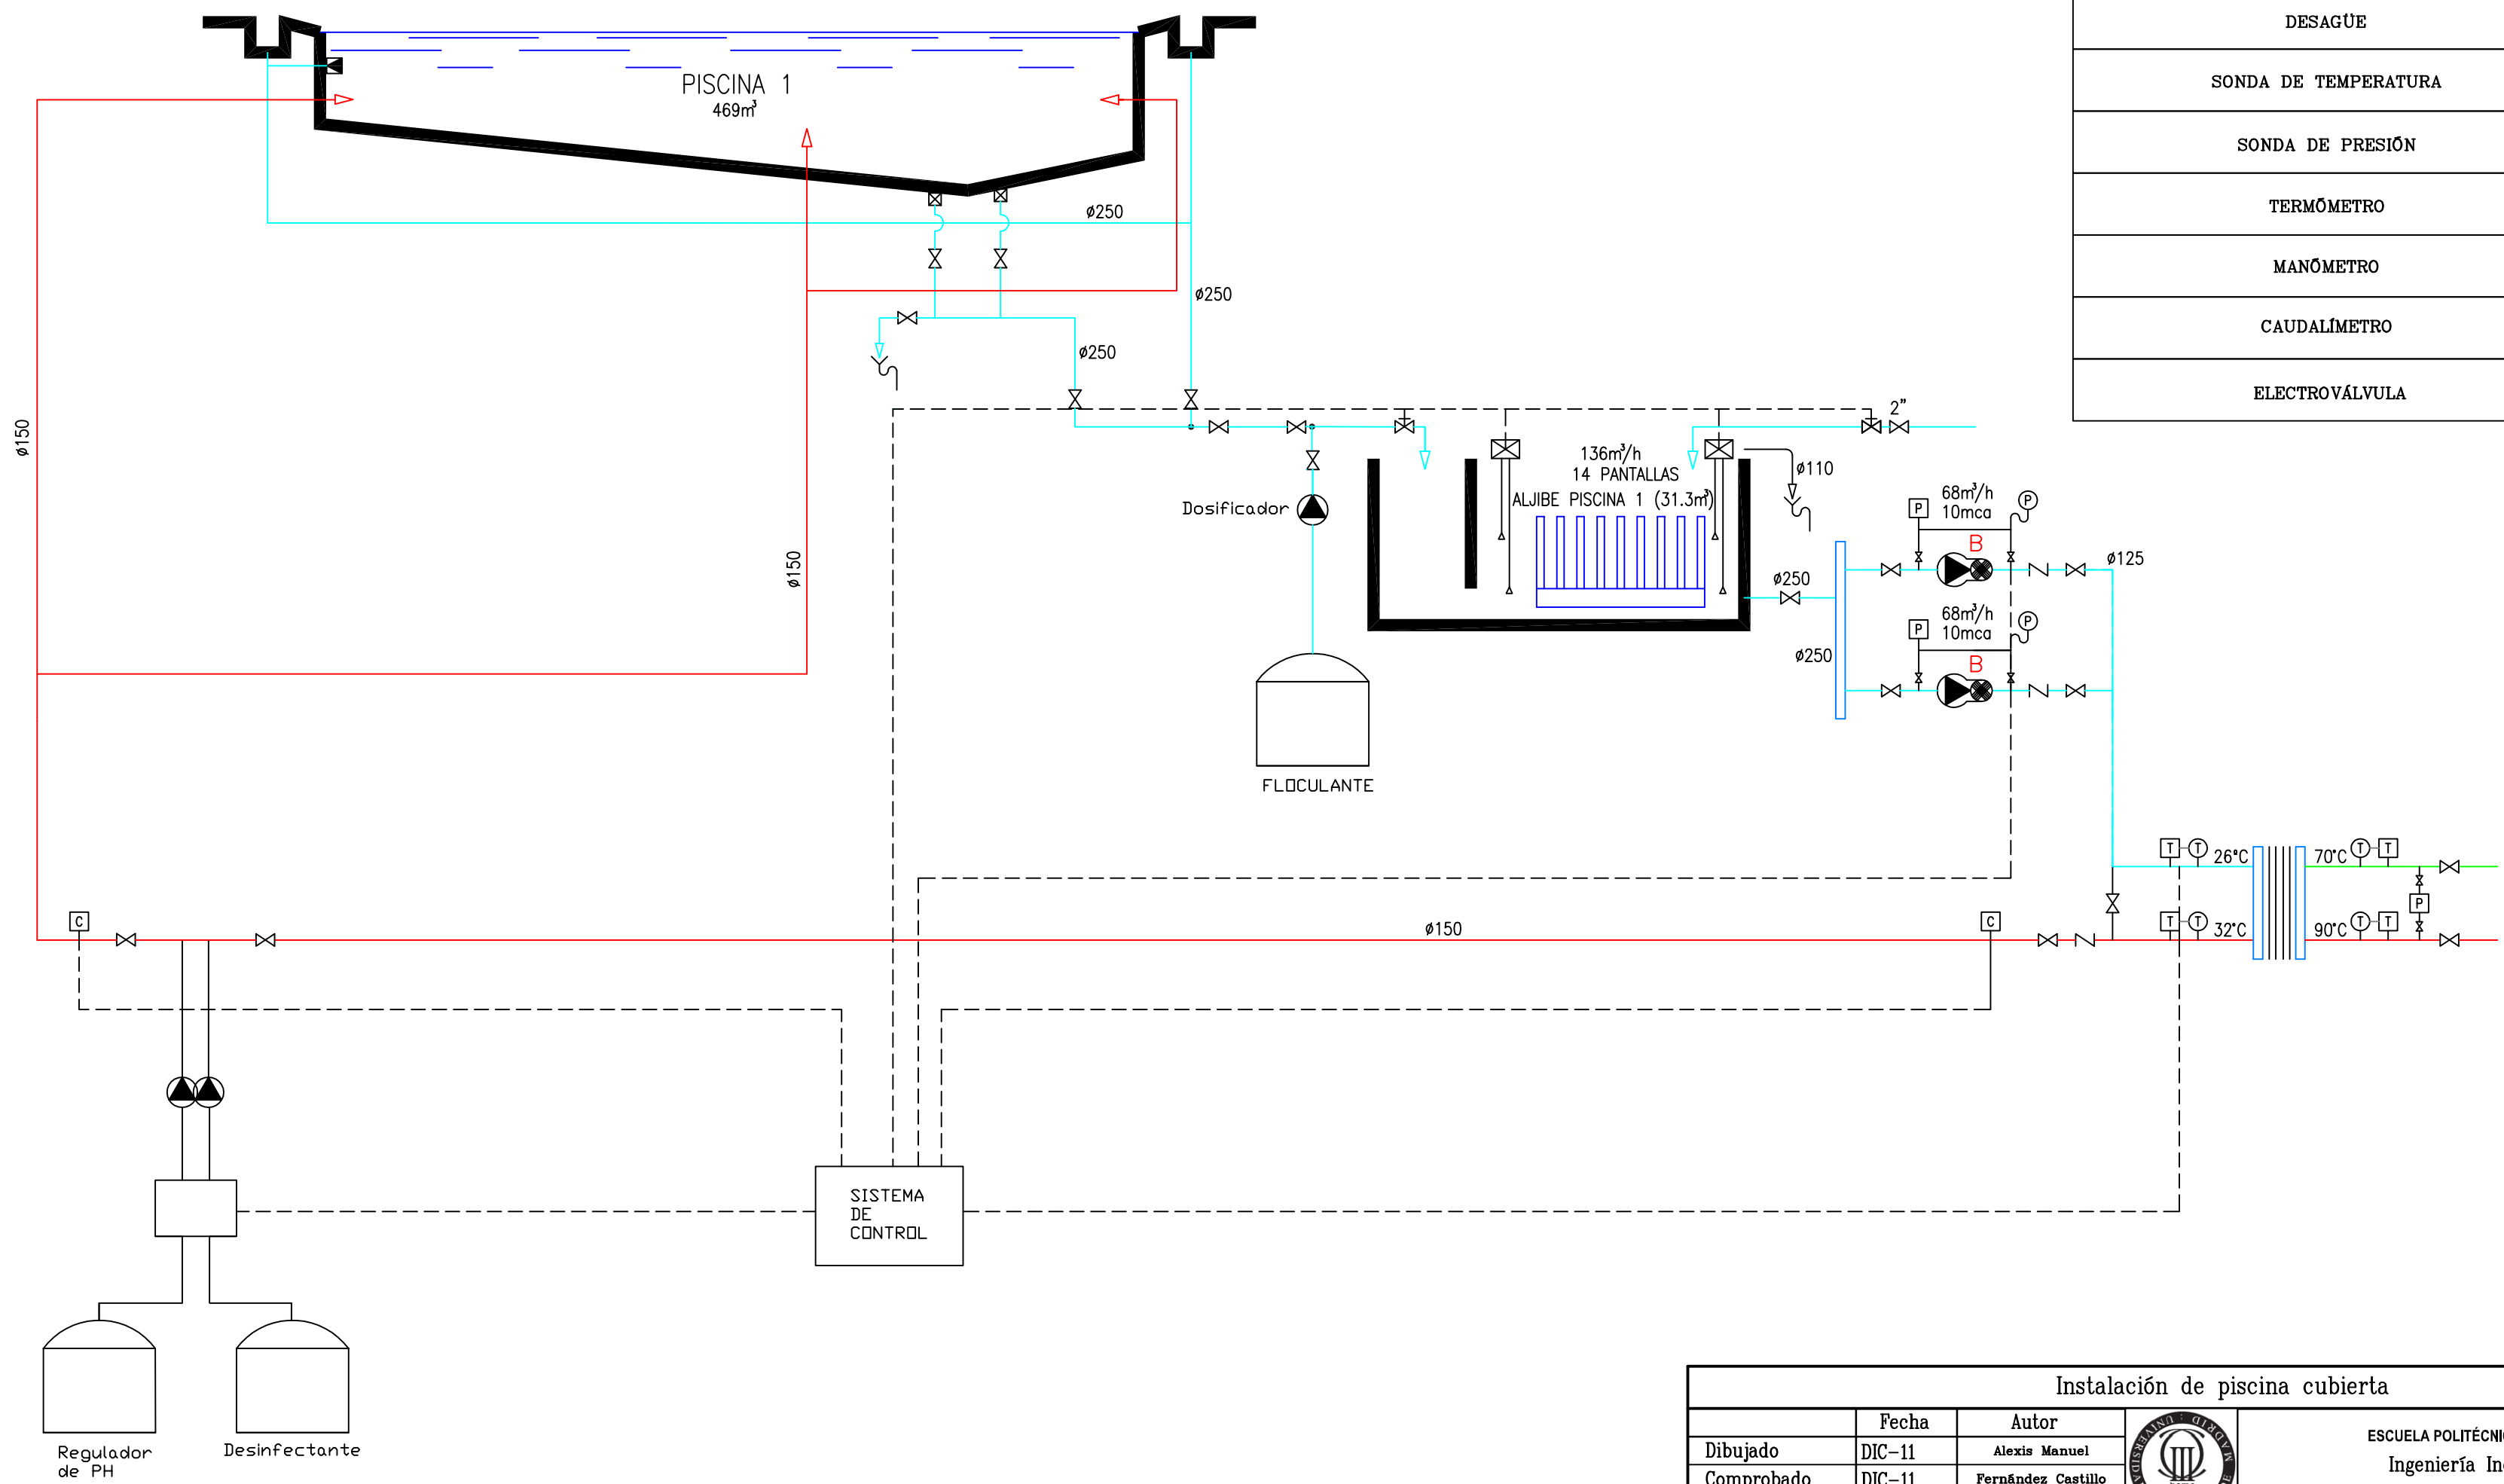 DESAGÜE
SONDA DE TEMPERATURA
SONDA DE PRESIÓN
TERMÓMETRO
MANÓMETRO
CAUDALÍMETRO
ELECTROVÁLVULA
PISCINA 1
469m³
ø250
ø250
ø250
ø150
ø150
2"
136m³/h
14 PANTALLAS
ALJIBE PISCINA 1 (31.3m³)
ø110
Dosificador
FLOCULANTE
ø250
ø250
P
68m³/h
10mca
P
B
ø125
P
68m³/h
10mca
P
B
T
T
26°C
70°C
T
T
C
ø150
C
T
T
32°C
90°C
T
T
P
SISTEMA
DE
CONTROL
Regulador
de PH
Desinfectante
Instalación de piscina cubierta
Fecha
Autor
Dibujado
DIC-11
Alexis Manuel
Comprobado
DIC-11
Fernández Castillo
ESCUELA POLITÉCNI
Ingeniería In